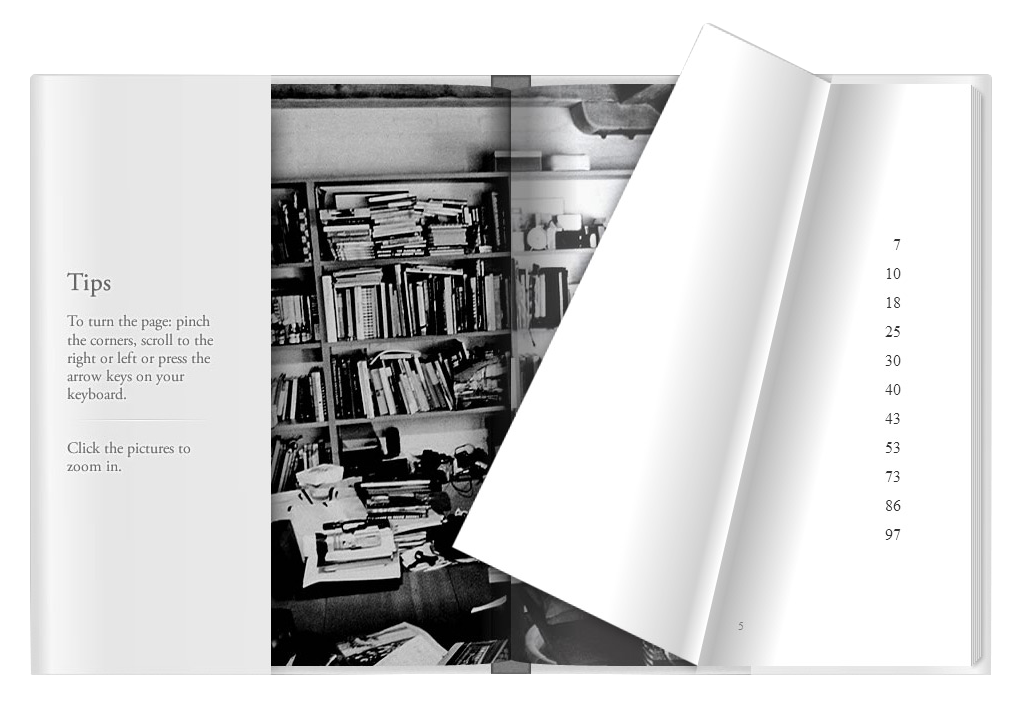 Tips
To turn the page: pinch
the corners, scroll to the
right or left or press the
arrow keys on your
keyboard.
Click the pictures to
zoom in.
7
10
18
25
30
40
43
53
73
86
97
5